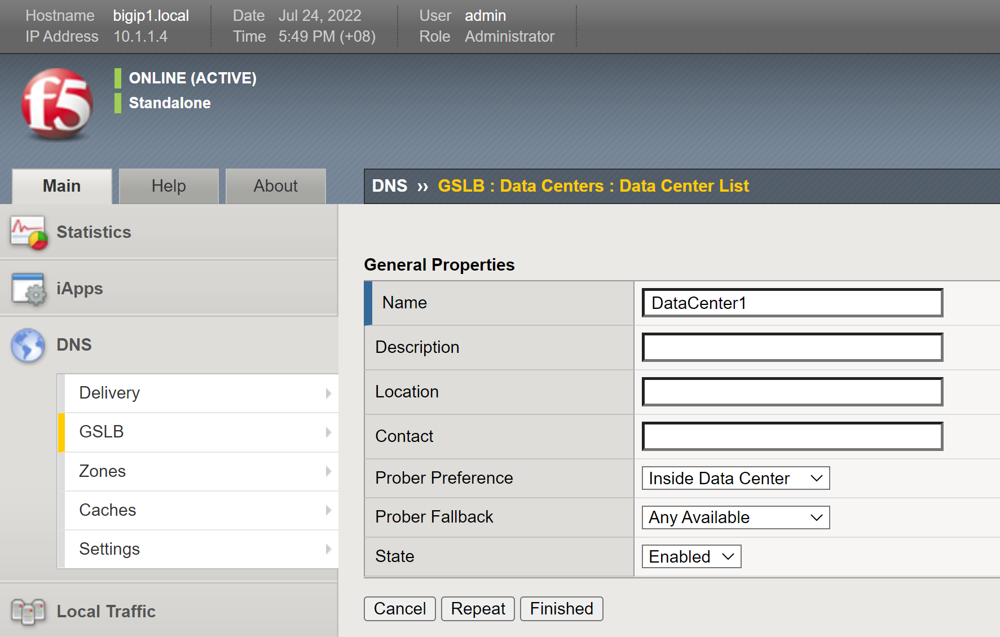 Hostname bigip1.local Date Jul 24, 2022 User admin
IP Address 10.1.1.4 Time 5:49 PM (+08) Role Administrator
f5
ONLINE (ACTIVE)
Standalone
Main Help About
DNS ›› GSLB : Data Centers : Data Center List
Statistics
iApps
DNS
Delivery
GSLB
Zones
Caches
Settings
Local Traffic
General Properties
Name DataCenter1
Description
Location
Contact
Prober Preference Inside Data Center
Prober Fallback Any Available
State Enabled
Cancel Repeat Finished